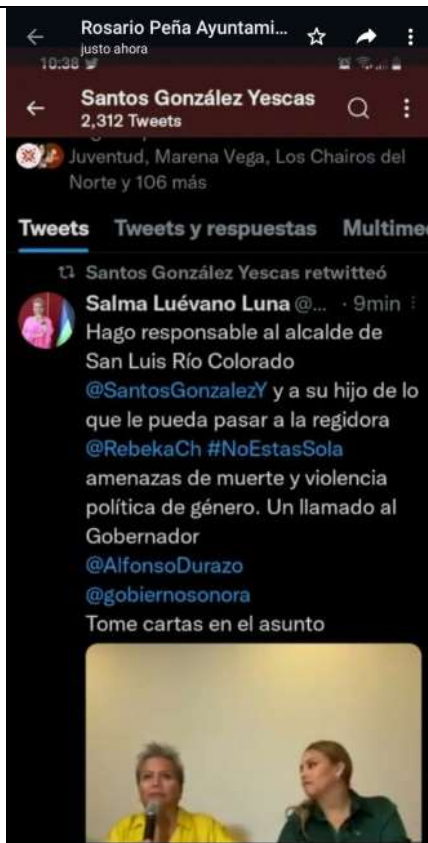 Rosario Peña Ayuntami...
justo ahora
10:38
Santos González Yescas
2,312 Tweets
Juventud, Marena Vega, Los Chairos del
Norte y 106 más
Tweets Tweets y respuestas Multime
Santos González Yescas retwitteó
Salma Luévano Luna @... · 9min
Hago responsable al alcalde de
San Luis Río Colorado
@SantosGonzalezY y a su hijo de lo
que le pueda pasar a la regidora
@RebekaCh #NoEstasSola
amenazas de muerte y violencia
política de género. Un llamado al
Gobernador
@AlfonsoDurazo
@gobiernosonora
Tome cartas en el asunto